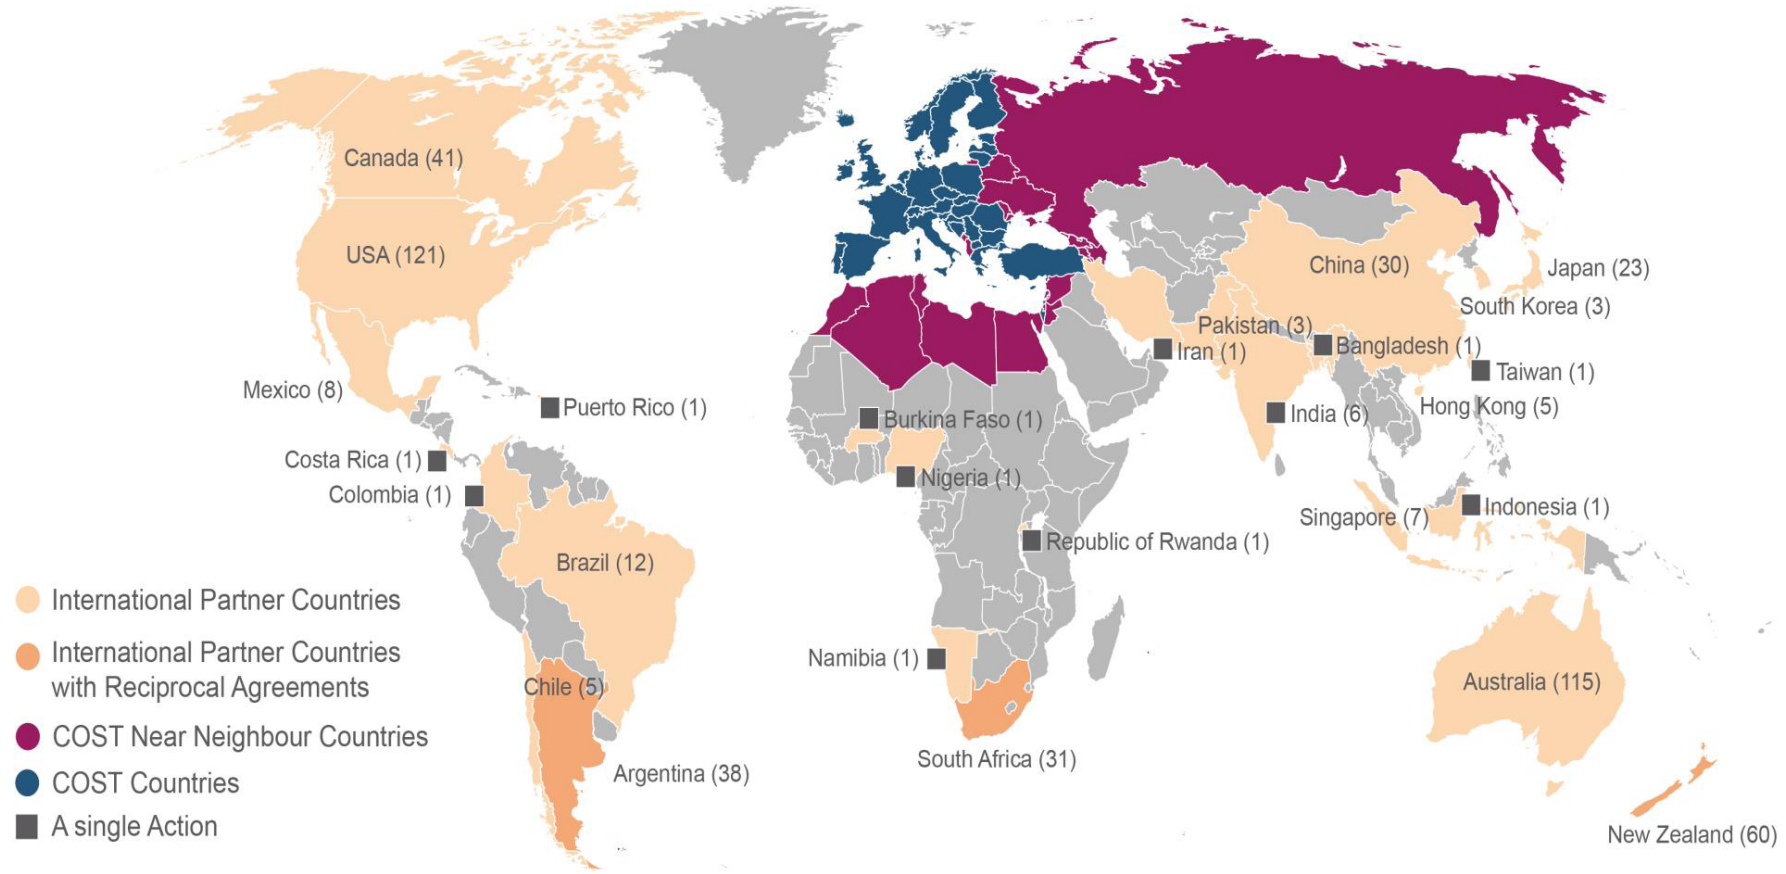 Canada (41)
USA (121)
Mexico (8)
Puerto Rico (1)
Costa Rica (1)
Colombia (1)
Brazil (12)
Chile (5)
Argentina (38)
Burkina Faso (1)
Nigeria (1)
Republic of Rwanda (1)
Namibia (1)
South Africa (31)
China (30)
Japan (23)
South Korea (3)
Pakistan (3)
Iran (1)
Bangladesh (1)
Taiwan (1)
India (6)
Hong Kong (5)
Singapore (7)
Indonesia (1)
Australia (115)
New Zealand (60)
International Partner Countries
International Partner Countries
with Reciprocal Agreements
COST Near Neighbour Countries
COST Countries
A single Action